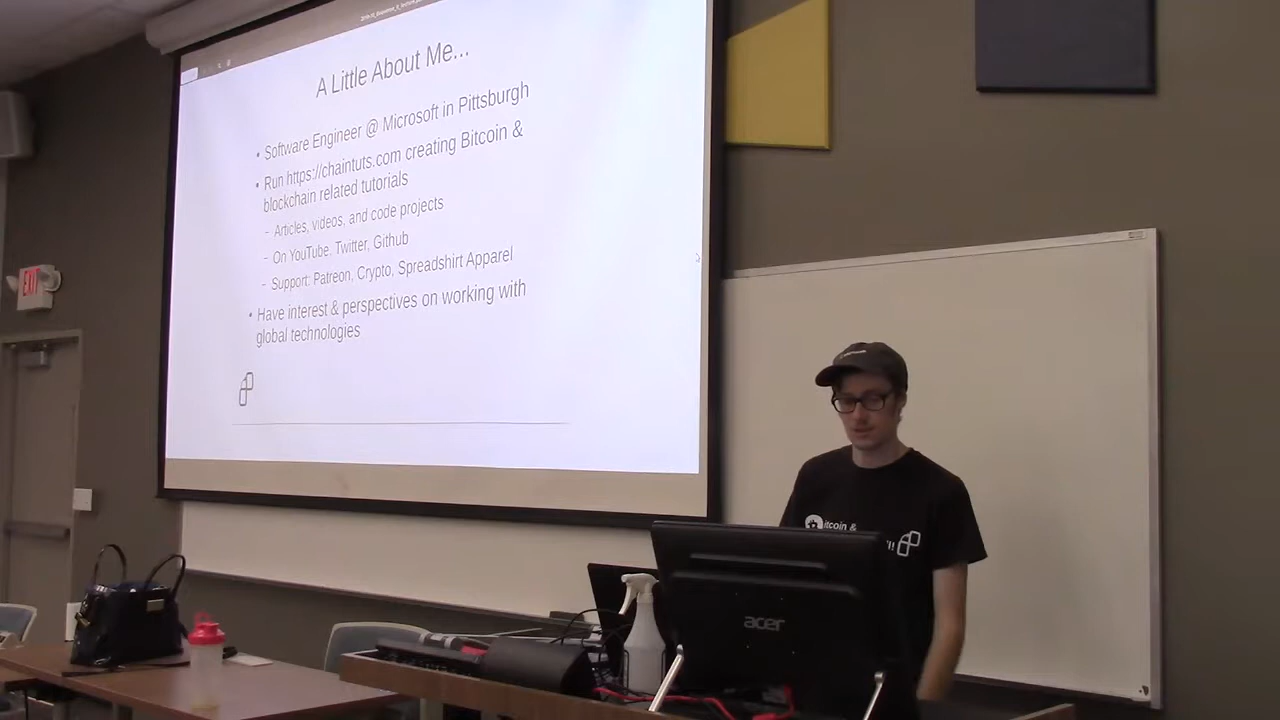 A Little About Me...
• Software Engineer @ Microsoft in Pittsburgh
• Run https://chaintuts.com creating Bitcoin &
blockchain related tutorials
– Articles, videos, and code projects
– On YouTube, Twitter, Github
– Support: Patreon, Crypto, Spreadshirt Apparel
• Have interest & perspectives on working with
global technologies
EXIT
itcoin &
acer